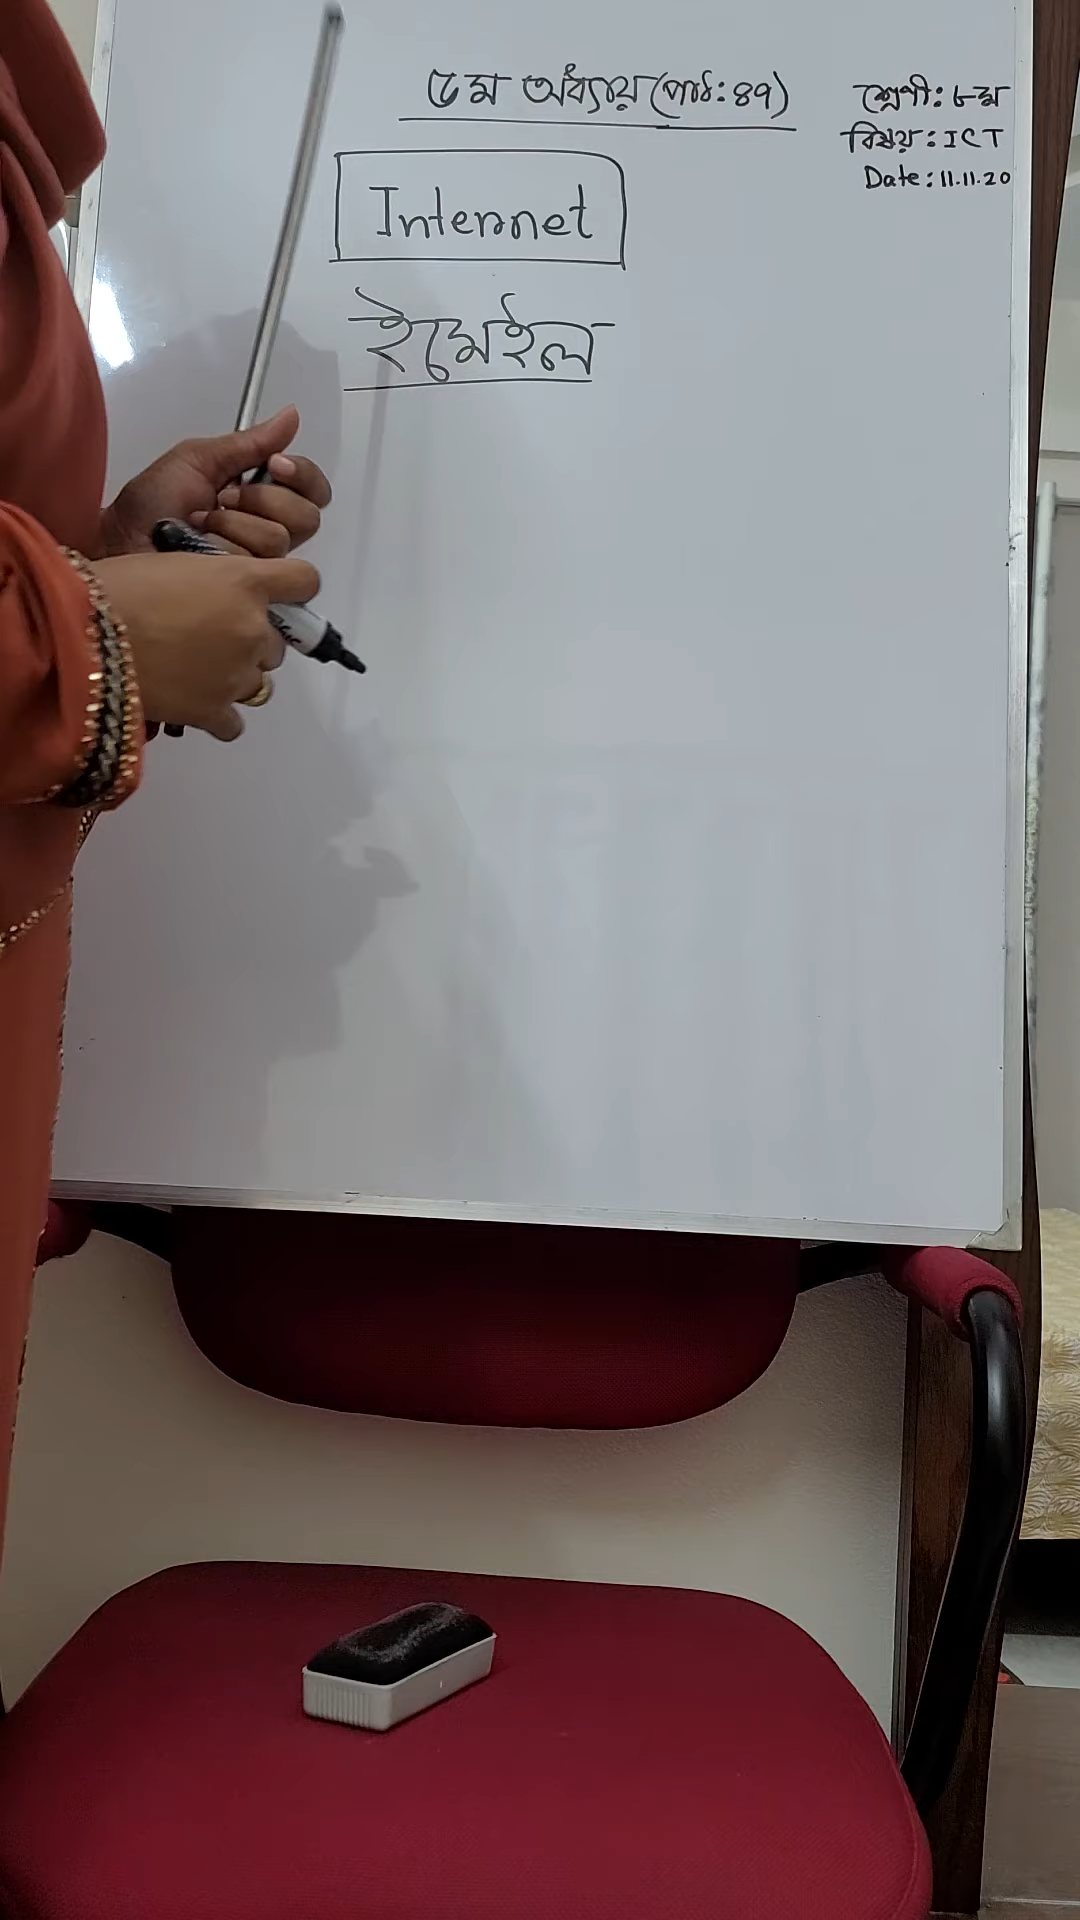 ৫ম অধ্যায় (পাঠ: ৪৭)
শ্রেণী: ৮ম
বিষয়: ICT
Date: 11.11.20
Internet
ইমেইল